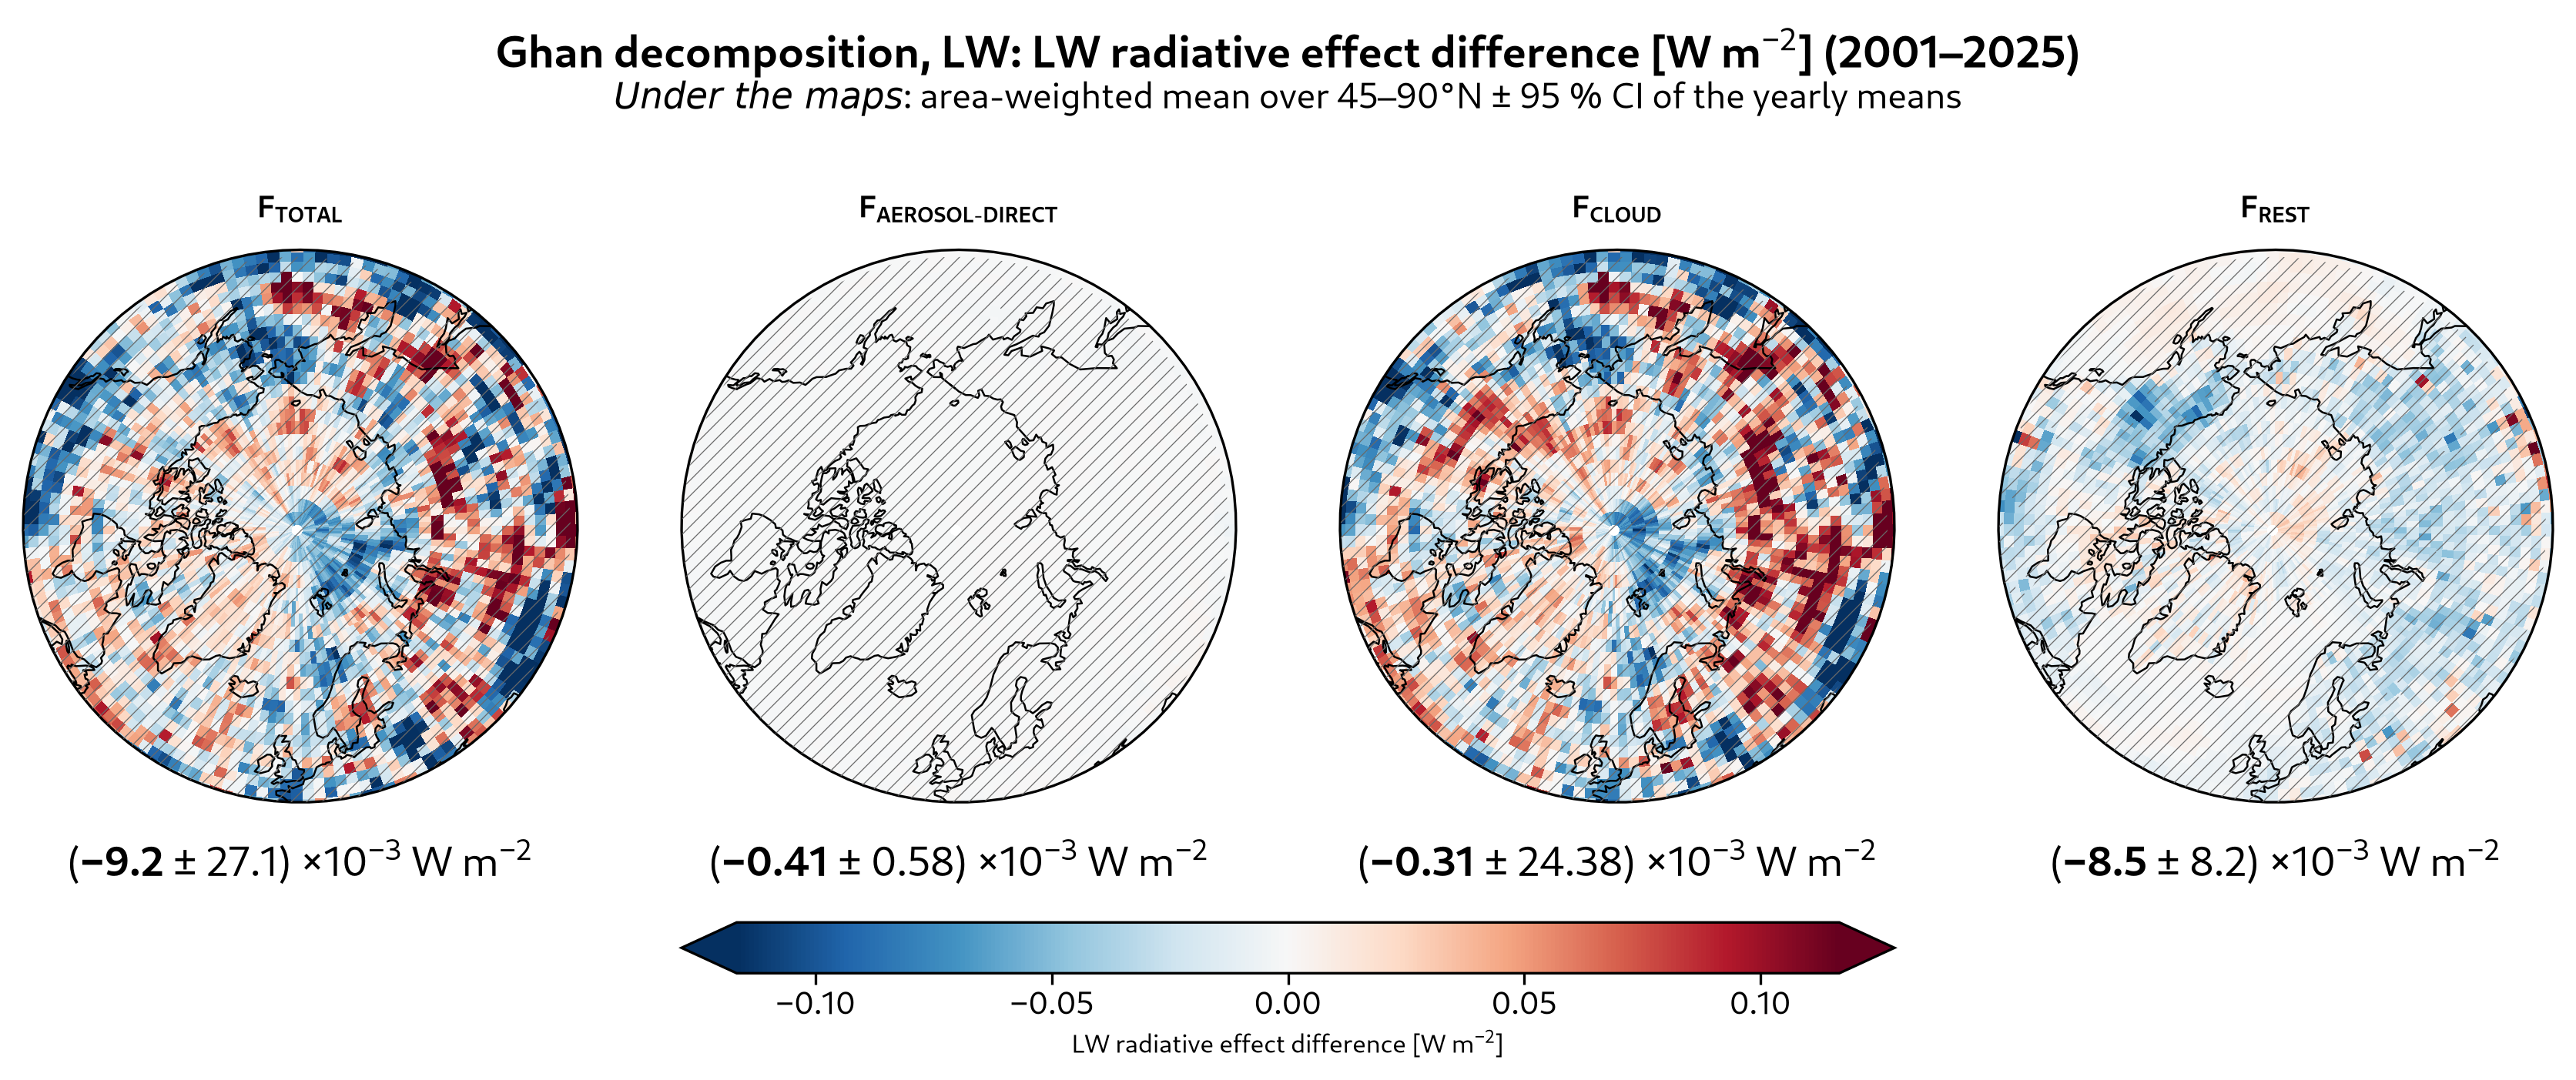 Ghan decomposition, LW: LW radiative effect difference [W m⁻²] (2001–2025)
Under the maps: area-weighted mean over 45–90°N ± 95 % CI of the yearly means
F_TOTAL
F_AEROSOL-DIRECT
F_CLOUD
F_REST
(−9.2 ± 27.1) ×10⁻³ W m⁻²
(−0.41 ± 0.58) ×10⁻³ W m⁻²
(−0.31 ± 24.38) ×10⁻³ W m⁻²
(−8.5 ± 8.2) ×10⁻³ W m⁻²
−0.10
−0.05
0.00
0.05
0.10
LW radiative effect difference [W m⁻²]